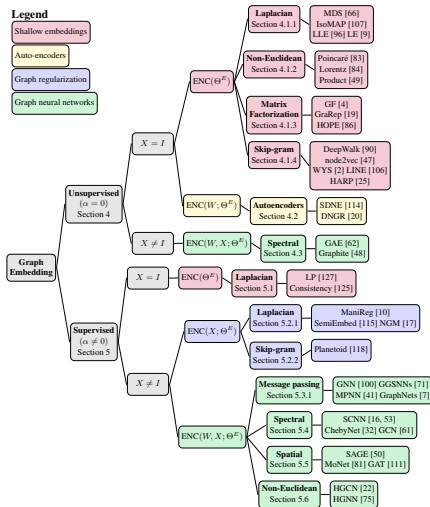 Legend
Shallow embeddings
Auto-encoders
Graph regularization
Graph neural networks
Graph
Embedding
Unsupervised
(α = 0)
Section 4
X = I
ENC(Θ^E)
Laplacian
Section 4.1.1
MDS [66]
IsoMAP [107]
LLE [96] LE [9]
Non-Euclidean
Section 4.1.2
Poincaré [83]
Lorentz [84]
Product [49]
Matrix
Factorization
Section 4.1.3
GF [4]
GraRep [19]
HOPE [86]
Skip-gram
Section 4.1.4
DeepWalk [90]
node2vec [47]
WYS [2] LINE [106]
HARP [25]
ENC(W; Θ^E)
Autoencoders
Section 4.2
SDNE [114]
DNGR [20]
X ≠ I
ENC(W, X; Θ^E)
Spectral
Section 4.3
GAE [62]
Graphite [48]
Supervised
(α ≠ 0)
Section 5
X = I
ENC(Θ^E)
Laplacian
Section 5.1
LP [127]
Consistency [125]
X ≠ I
ENC(X; Θ^E)
Laplacian
Section 5.2.1
ManiReg [10]
SemiEmbed [115] NGM [17]
Skip-gram
Section 5.2.2
Planetoid [118]
ENC(W, X; Θ^E)
Message passing
Section 5.3.1
GNN [100] GGSNNs [71]
MPNN [41] GraphNets [7]
Spectral
Section 5.4
SCNN [16, 53]
ChebyNet [32] GCN [61]
Spatial
Section 5.5
SAGE [50]
MoNet [81] GAT [111]
Non-Euclidean
Section 5.6
HGCN [22]
HGNN [75]